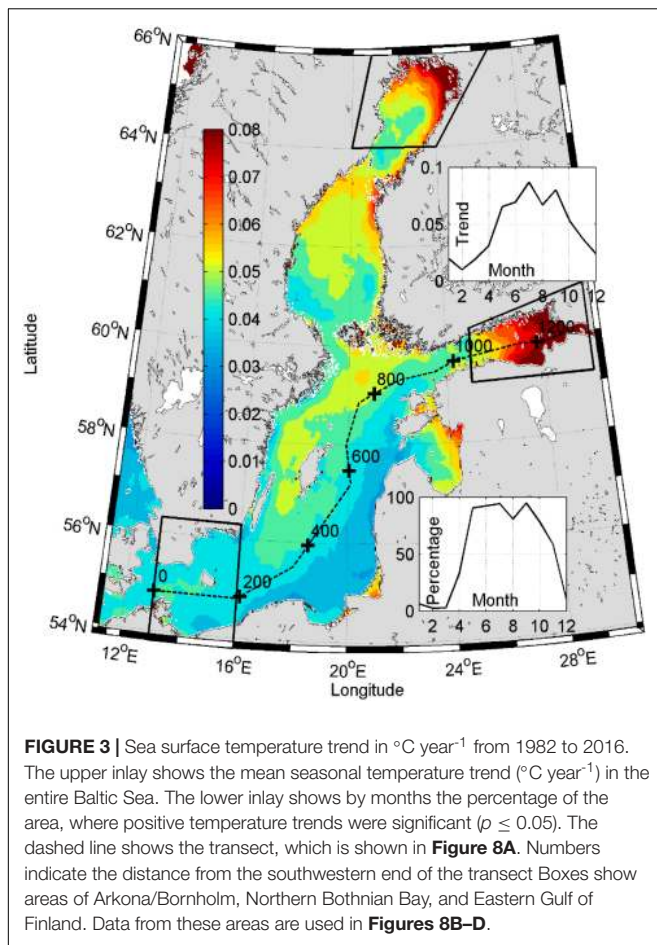 66°N
64°N
62°N
60°N
58°N
56°N
54°N
Latitude
12°E
16°E
20°E
24°E
28°E
Longitude
0.08
0.07
0.06
0.05
0.04
0.03
0.02
0.01
0
0.1
0.05
0
Trend
Month
2 4 6 8 10 12
1200
1000
800
600
400
200
0
100
50
0
Percentage
Month
2 4 6 8 10 12
FIGURE 3 | Sea surface temperature trend in °C year-1 from 1982 to 2016.
The upper inlay shows the mean seasonal temperature trend (°C year-1) in the
entire Baltic Sea. The lower inlay shows by months the percentage of the
area, where positive temperature trends were significant (p ≤ 0.05). The
dashed line shows the transect, which is shown in Figure 8A. Numbers
indicate the distance from the southwestern end of the transect Boxes show
areas of Arkona/Bornholm, Northern Bothnian Bay, and Eastern Gulf of
Finland. Data from these areas are used in Figures 8B–D.